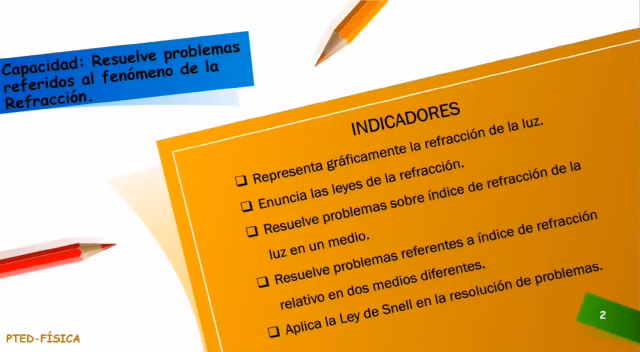 Capacidad: Resuelve problemas
referidos al fenómeno de la
Refracción.
INDICADORES
❑ Representa gráficamente la refracción de la luz.
❑ Enuncia las leyes de la refracción.
❑ Resuelve problemas sobre índice de refracción de la
luz en un medio.
❑ Resuelve problemas referentes a índice de refracción
relativo en dos medios diferentes.
❑ Aplica la Ley de Snell en la resolución de problemas.
2
PTED-FÍSICA